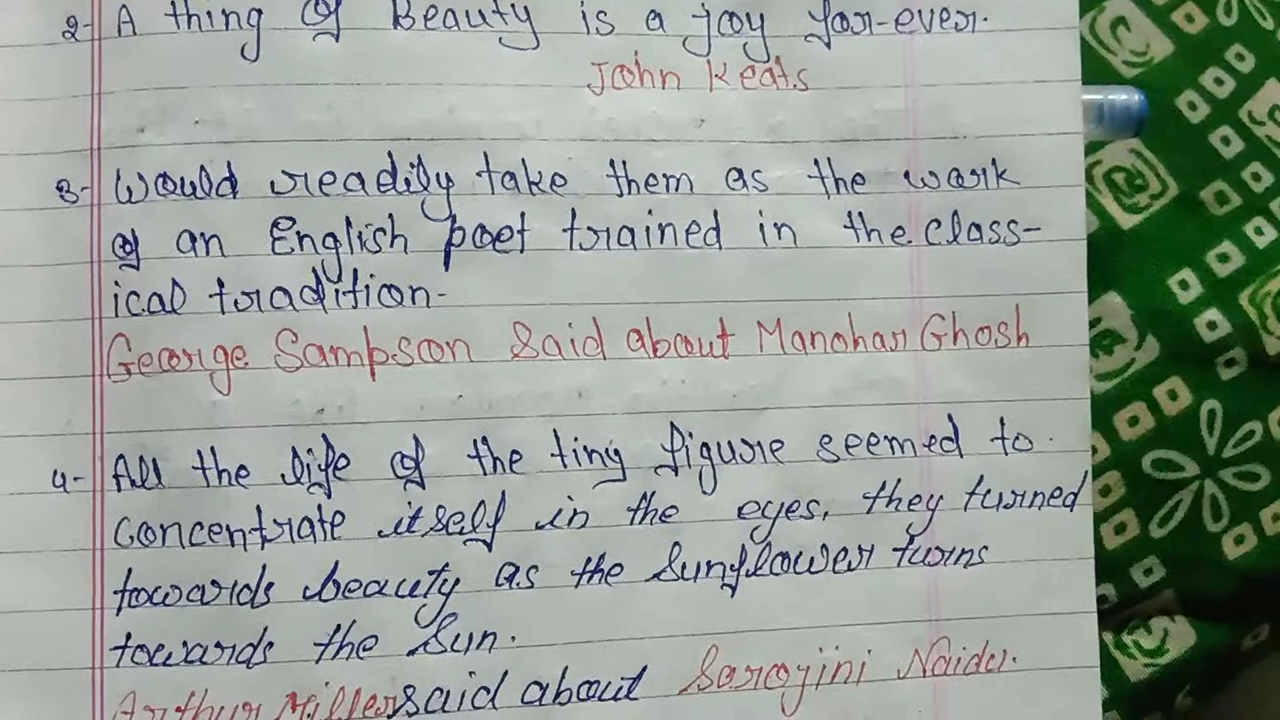 2- A thing of Beauty is a joy for-ever.
John Keats
3- Would readily take them as the work
of an English poet trained in the class-
ical tradition-
George Sampson Said about Manohar Ghosh
4- All the life of the tiny figure seemed to
concentrate itself in the eyes, they turned
towards beauty as the Sunflower turns
towards the Sun.
Arthur Miller said about Sarojini Naidu.